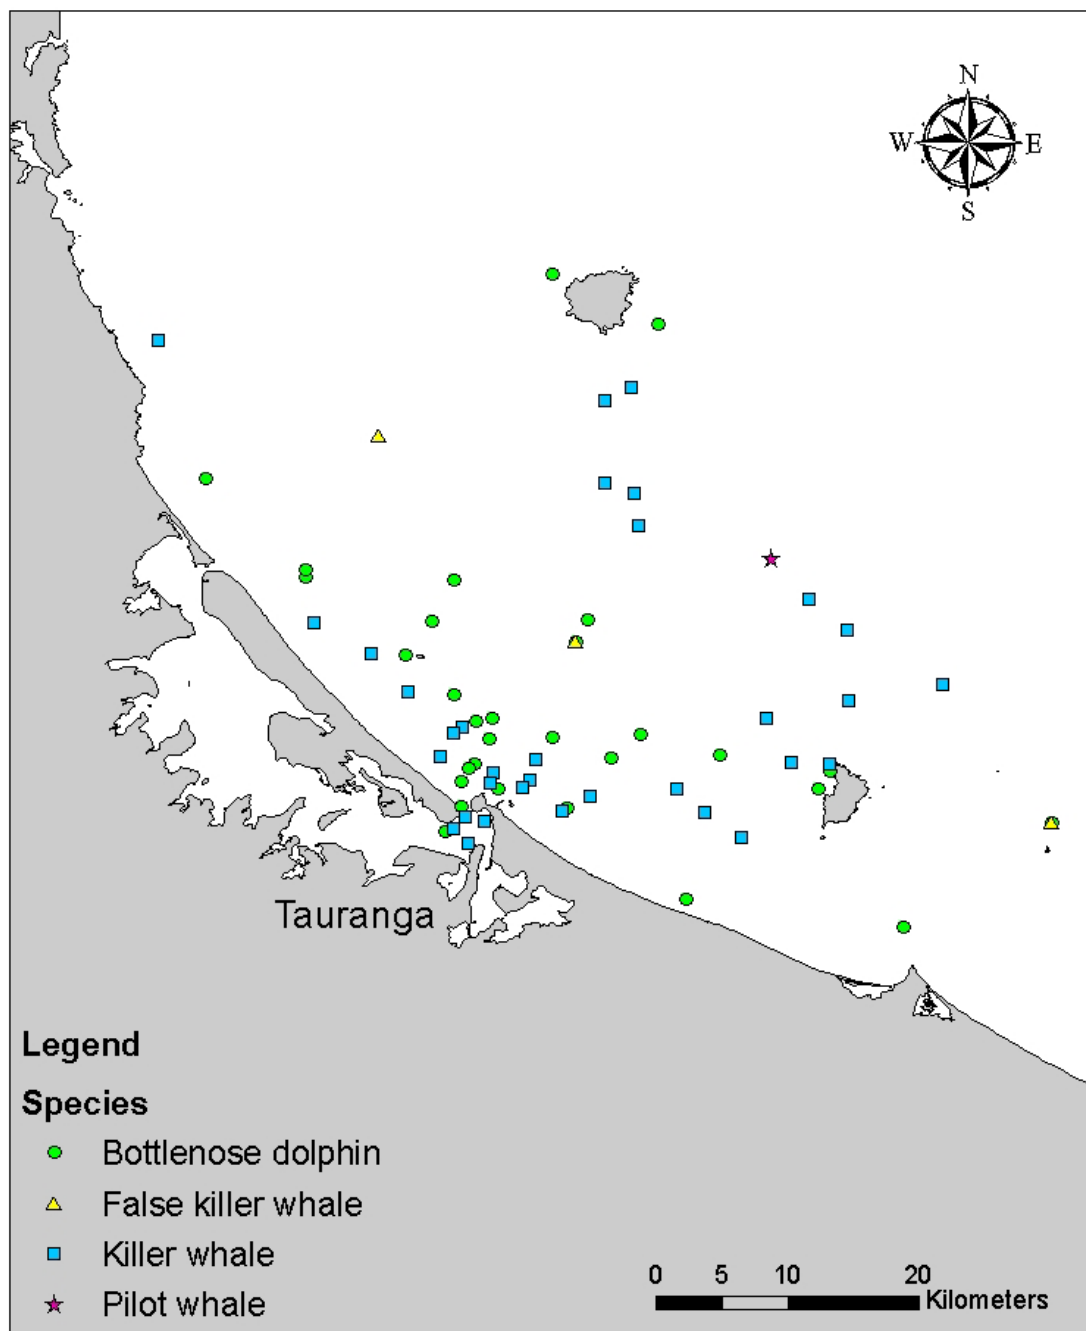 N
W E
S
Tauranga
Legend
Species
Bottlenose dolphin
False killer whale
Killer whale
Pilot whale
0 5 10 20
Kilometers